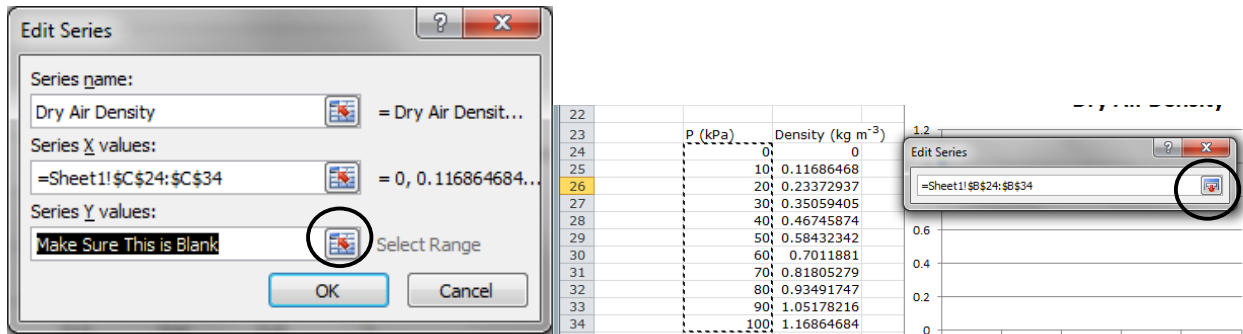 Edit Series
Series name:
Dry Air Density
= Dry Air Densit...
Series X values:
=Sheet1!$C$24:$C$34
= 0, 0.116864684...
Series Y values:
Make Sure This is Blank
Select Range
OK
Cancel
22
23 P (kPa) Density (kg m⁻³)
24 0 0
25 10 0.11686468
26 20 0.23372937
27 30 0.35059405
28 40 0.46745874
29 50 0.58432342
30 60 0.7011881
31 70 0.81805279
32 80 0.93491747
33 90 1.05178216
34 100 1.16864684
Dry Air Density
1.2
Edit Series
=Sheet1!$B$24:$B$34
0.6
0.4
0.2
0